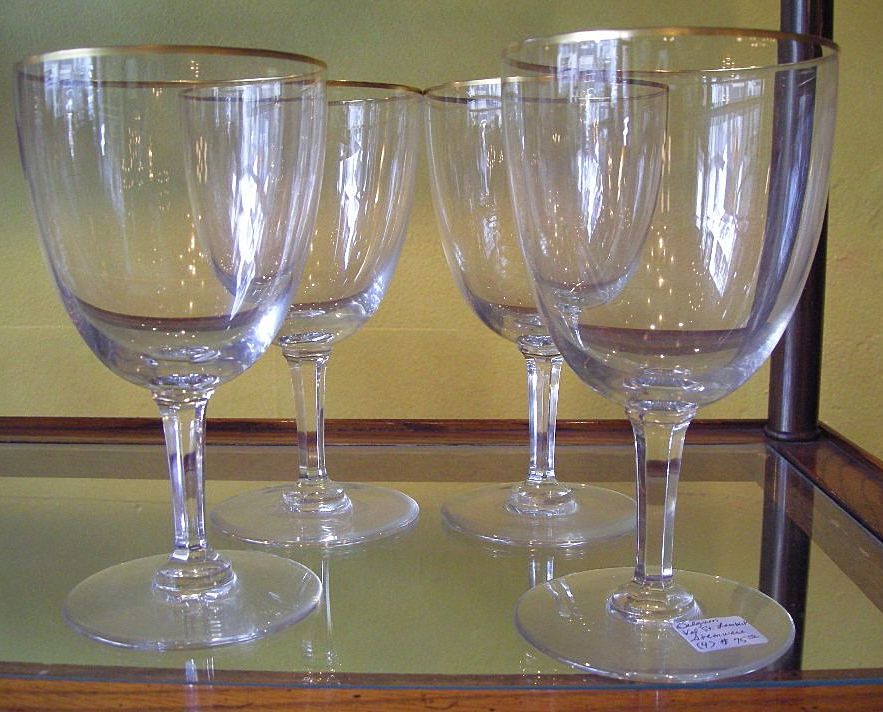 Belgium
Val St. Lambert
Stemware
(4) $ 75.00